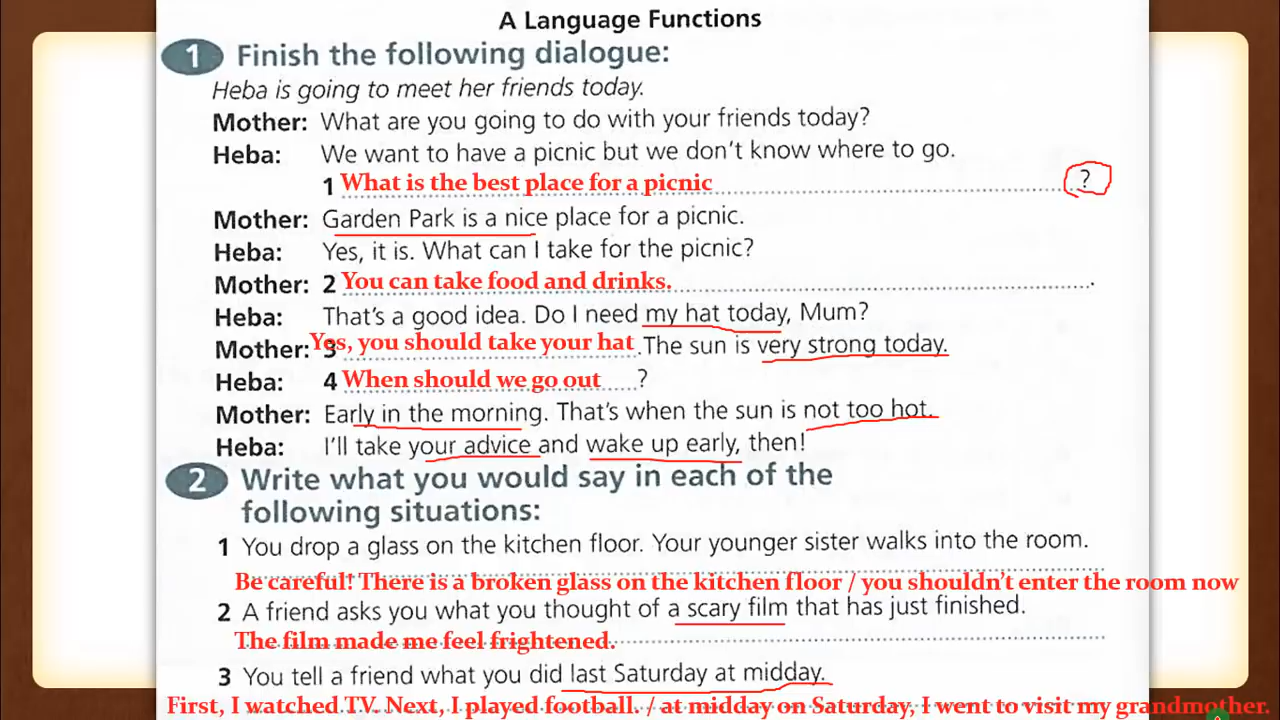 A Language Functions
1 Finish the following dialogue:
Heba is going to meet her friends today.
Mother: What are you going to do with your friends today?
Heba: We want to have a picnic but we don't know where to go.
1 What is the best place for a picnic ?
Mother: Garden Park is a nice place for a picnic.
Heba: Yes, it is. What can I take for the picnic?
Mother: 2 You can take food and drinks. .
Heba: That's a good idea. Do I need my hat today, Mum?
Mother: 3 Yes, you should take your hat .The sun is very strong today.
Heba: 4 When should we go out ?
Mother: Early in the morning. That's when the sun is not too hot.
Heba: I'll take your advice and wake up early, then!
2 Write what you would say in each of the
following situations:
1 You drop a glass on the kitchen floor. Your younger sister walks into the room.
Be careful! There is a broken glass on the kitchen floor / you shouldn't enter the room now
2 A friend asks you what you thought of a scary film that has just finished.
The film made me feel frightened.
3 You tell a friend what you did last Saturday at midday.
First, I watched TV. Next, I played football. / at midday on Saturday, I went to visit my grandmother.